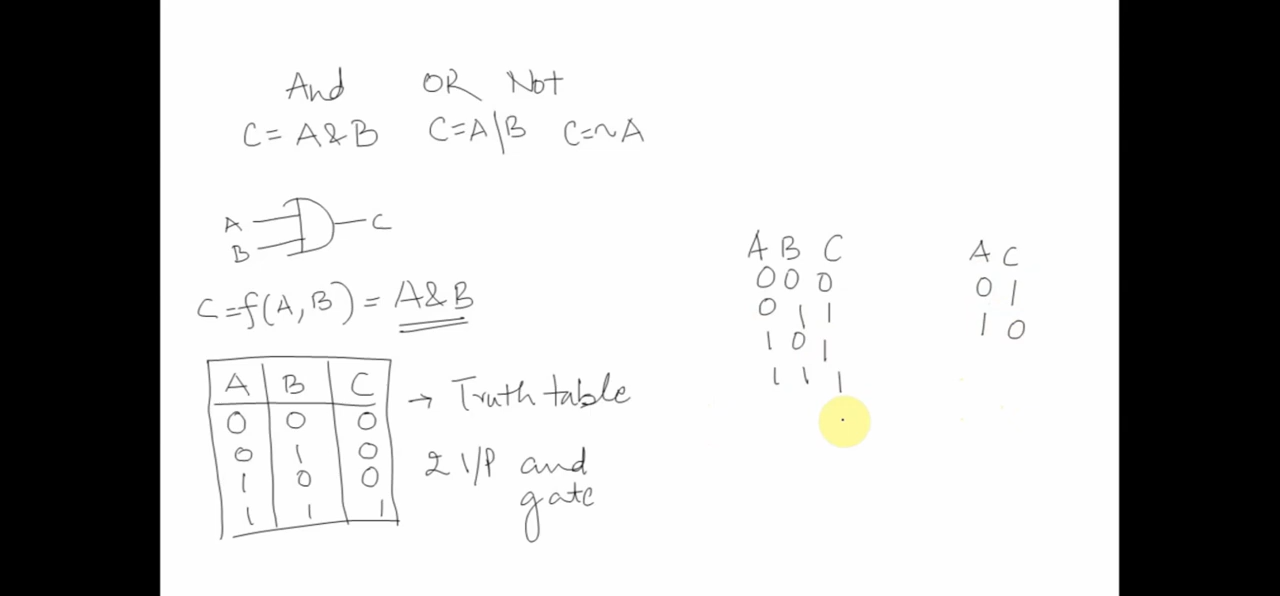 And OR Not
C = A & B C = A | B C = ~A
A
B
C
C = f(A, B) = A & B
A B C
0 0 0
0 1 0
1 0 0
1 1 1
→ Truth table
2 I/P and
gate
A B C
0 0 0
0 1 1
1 0 1
1 1 1
A C
0 1
1 0